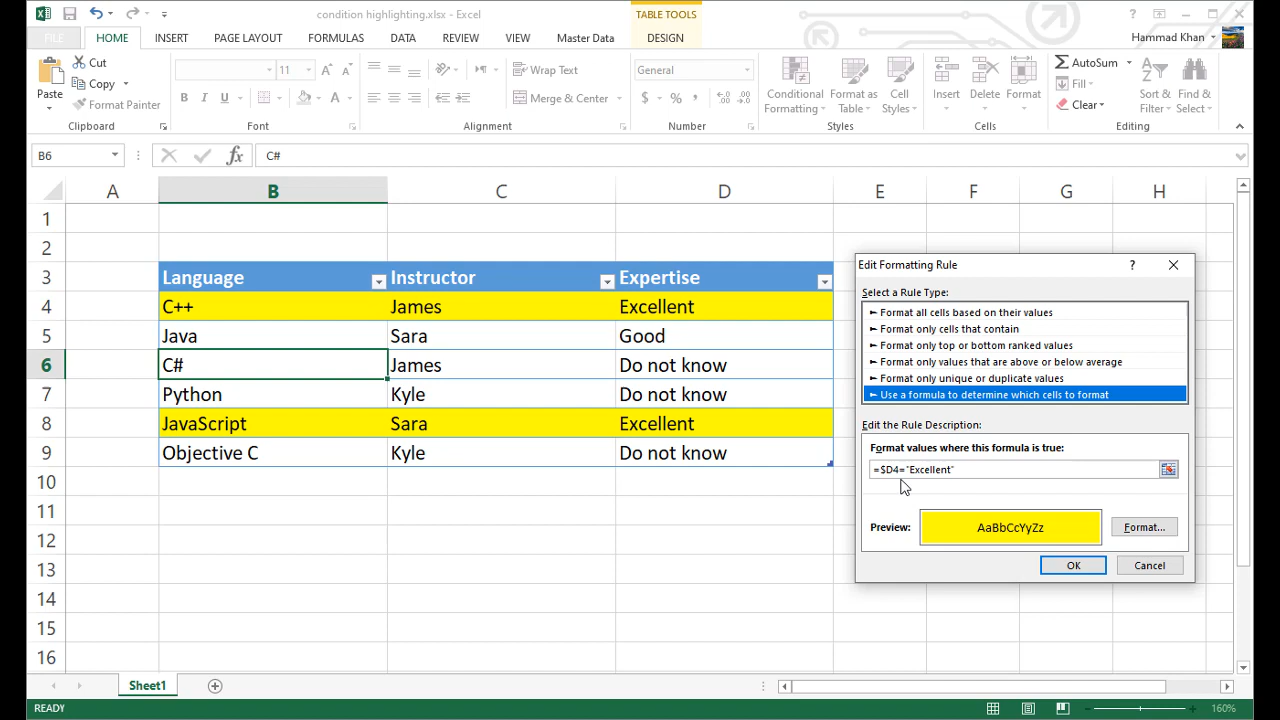 condition highlighting.xlsx - Excel
TABLE TOOLS
?
FILE
HOME
INSERT
PAGE LAYOUT
FORMULAS
DATA
REVIEW
VIEW
Master Data
DESIGN
Hammad Khan
Paste
Cut
Copy
Format Painter
Clipboard
11
A A
B I U
A
Font
Wrap Text
Merge & Center
Alignment
General
$ % ,
Number
Conditional
Formatting
Format as
Table
Cell
Styles
Styles
Insert
Delete
Format
Cells
AutoSum
Fill
Clear
Sort &
Filter
Find &
Select
Editing
B6
fx
C#
A B C D E F G H
1
2
3 Language Instructor Expertise
4 C++ James Excellent
5 Java Sara Good
6 C# James Do not know
7 Python Kyle Do not know
8 JavaScript Sara Excellent
9 Objective C Kyle Do not know
10
11
12
13
14
15
16
Edit Formatting Rule
?
Select a Rule Type:
► Format all cells based on their values
► Format only cells that contain
► Format only top or bottom ranked values
► Format only values that are above or below average
► Format only unique or duplicate values
► Use a formula to determine which cells to format
Edit the Rule Description:
Format values where this formula is true:
=$D4="Excellent"
Preview:
AaBbCcYyZz
Format...
OK
Cancel
Sheet1
READY
160%